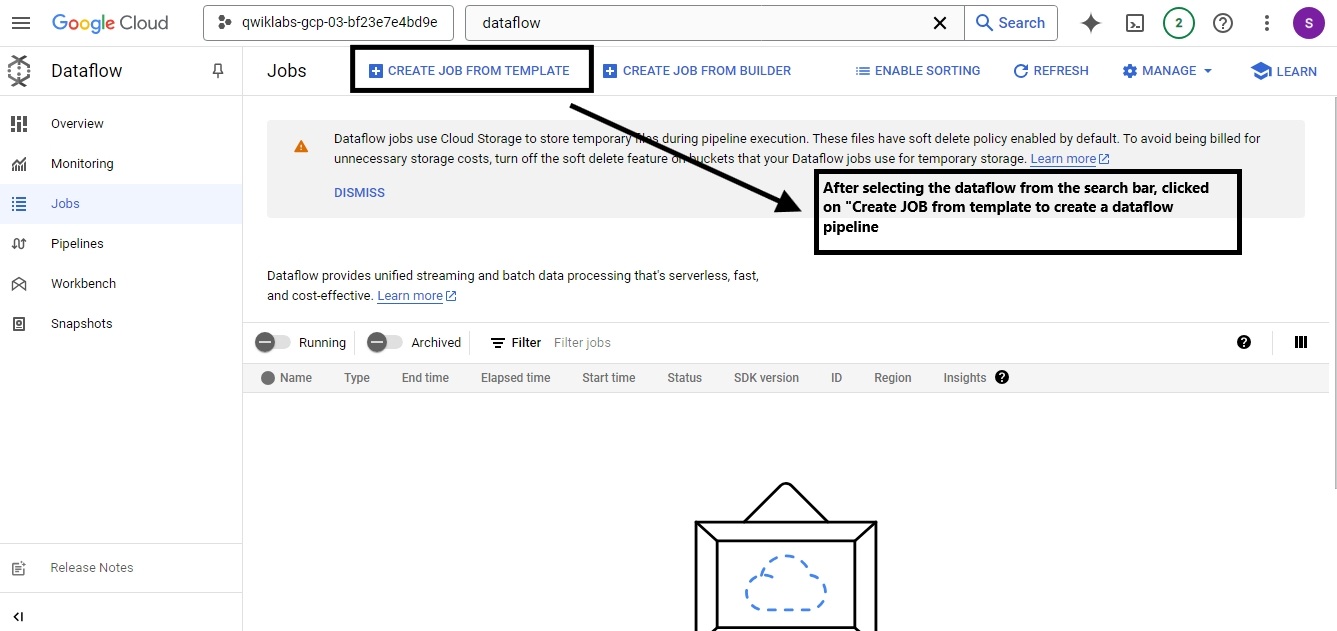 Google Cloud
qwiklabs-gcp-03-bf23e7e4bd9e
dataflow
Search
2
S
Dataflow
Jobs
CREATE JOB FROM TEMPLATE
CREATE JOB FROM BUILDER
ENABLE SORTING
REFRESH
MANAGE
LEARN
Overview
Monitoring
Jobs
Pipelines
Workbench
Snapshots
Release Notes
Dataflow jobs use Cloud Storage to store temporary files during pipeline execution. These files have soft delete policy enabled by default. To avoid being billed for
unnecessary storage costs, turn off the soft delete feature on buckets that your Dataflow jobs use for temporary storage. Learn more
DISMISS
After selecting the dataflow from the search bar, clicked
on "Create JOB from template to create a dataflow
pipeline
Dataflow provides unified streaming and batch data processing that's serverless, fast,
and cost-effective. Learn more
Running
Archived
Filter
Filter jobs
Name
Type
End time
Elapsed time
Start time
Status
SDK version
ID
Region
Insights